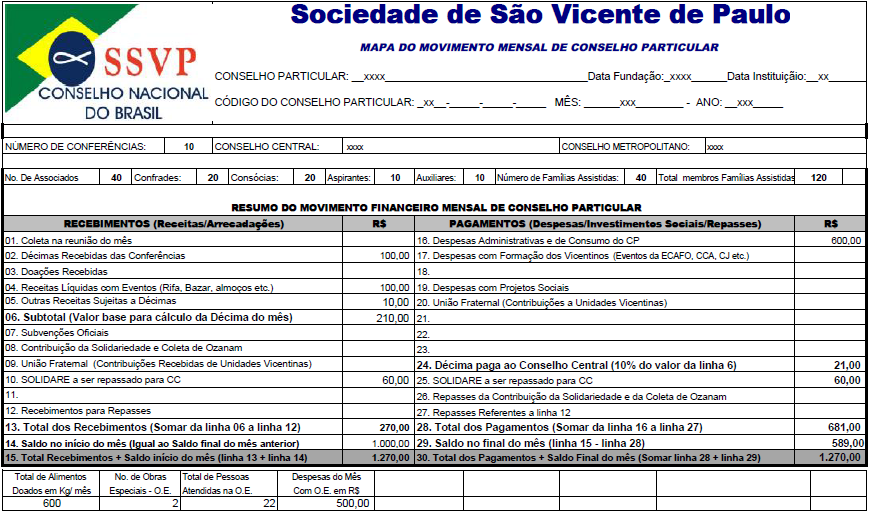 Sociedade de São Vicente de Paulo
MAPA DO MOVIMENTO MENSAL DE CONSELHO PARTICULAR
SSVP
CONSELHO NACIONAL
DO BRASIL
CONSELHO PARTICULAR: __xxxx__ Data Fundação:_xxxx______Data Instituiçãio:__xx______
CÓDIGO DO CONSELHO PARTICULAR: _xx__-_____-_____-_____ MÊS: ______xxx________ - ANO: __xxx_____
NÚMERO DE CONFERÊNCIAS: 10 CONSELHO CENTRAL: xxxx CONSELHO METROPOLITANO: xxxx
No. De Associados 40 Confrades: 20 Consócias: 20 Aspirantes: 10 Auxiliares: 10 Número de Famílias Assistidas: 40 Total membros Famílias Assistidas 120
RESUMO DO MOVIMENTO FINANCEIRO MENSAL DE CONSELHO PARTICULAR
RECEBIMENTOS (Receitas/Arrecadações) R$ PAGAMENTOS (Despesas/Investimentos Sociais/Repasses) R$
01. Coleta na reunião do mês 16. Despesas Administrativas e de Consumo do CP 600,00
02. Décimas Recebidas das Conferências 100,00 17. Despesas com Formação dos Vicentinos (Eventos da ECAFO, CCA, CJ etc.)
03. Doações Recebidas 18.
04. Receitas Líquidas com Eventos (Rifa, Bazar, almoços etc.) 100,00 19. Despesas com Projetos Sociais
05. Outras Receitas Sujeitas a Décimas 10,00 20. União Fraternal (Contribuições a Unidades Vicentinas)
06. Subtotal (Valor base para cálculo da Décima do mês) 210,00 21.
07. Subvenções Oficiais 22.
08. Contribuição da Solidariedade e Coleta de Ozanam 23.
09. União Fraternal (Contribuições Recebidas de Unidades Vicentinas) 24. Décima paga ao Conselho Central (10% do valor da linha 6) 21,00
10. SOLIDARE a ser repassado para CC 60,00 25. SOLIDARE a ser repassado para CC 60,00
11. 26. Repasses da Contribuição da Solidariedade e da Coleta de Ozanam
12. Recebimentos para Repasses 27. Repasses Referentes a linha 12
13. Total dos Recebimentos (Somar da linha 06 a linha 12) 270,00 28. Total dos Pagamentos (Somar da linha 16 a linha 27) 681,00
14. Saldo no início do mês (Igual ao Saldo final do mês anterior) 1.000,00 29. Saldo no final do mês (linha 15 - linha 28) 589,00
15. Total Recebimentos + Saldo início do mês (linha 13 + linha 14) 1.270,00 30. Total dos Pagamentos + Saldo Final do mês (Somar linha 28 + linha 29) 1.270,00
Total de Alimentos No. de Obras Total de Pessoas Despesas do Mês
Doados em Kg/ mês Especiais - O.E. Atendidas na O.E. Com O.E. em R$
600 2 22 500,00